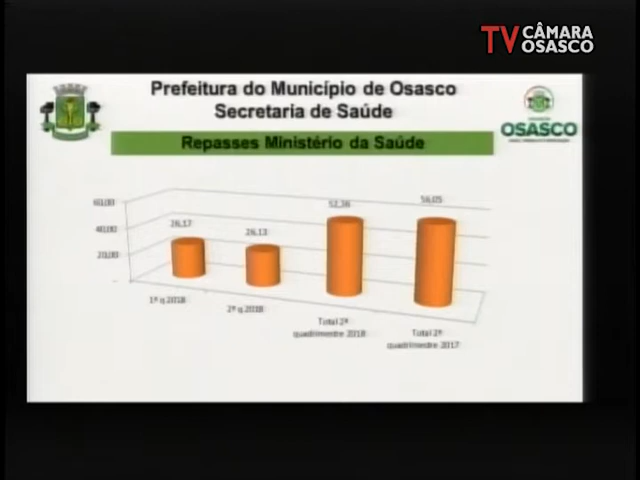 TV CÂMARA
OSASCO
Prefeitura do Município de Osasco
Secretaria de Saúde
OSASCO
Repasses Ministério da Saúde
60,00
40,00
20,00
-
26,17
26,13
52,36
56,05
1º q 2018
2º q 2018
Total 2º
quadrimestre 2018
Total 2º
quadrimestre 2017